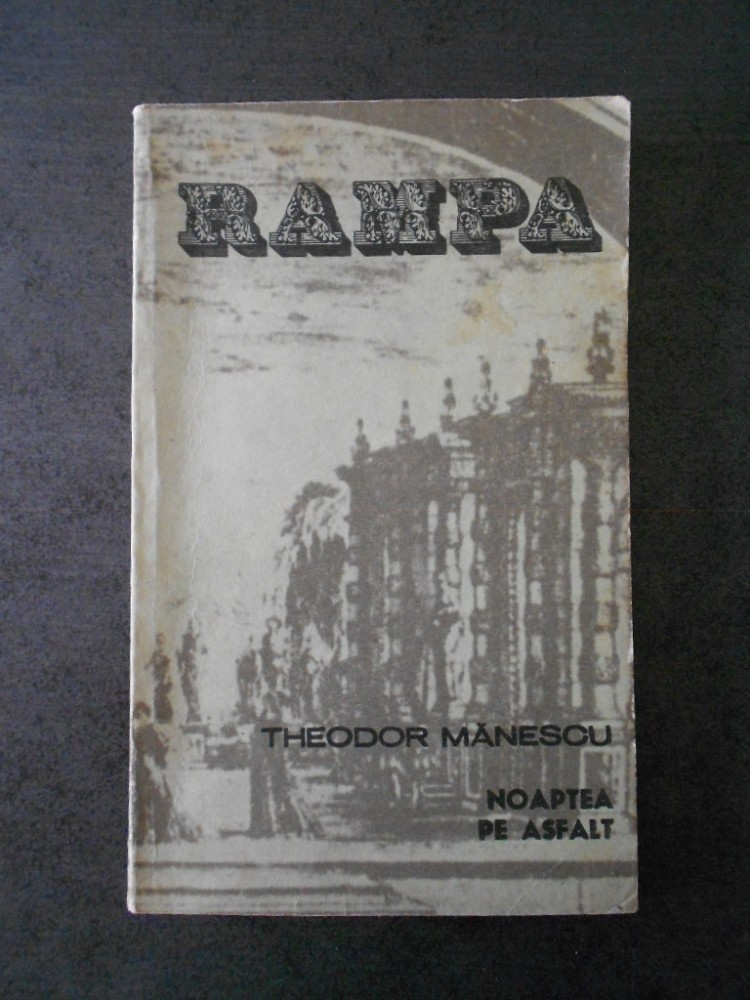 RAMPA
THEODOR MĂNESCU
NOAPTEA
PE ASFALT